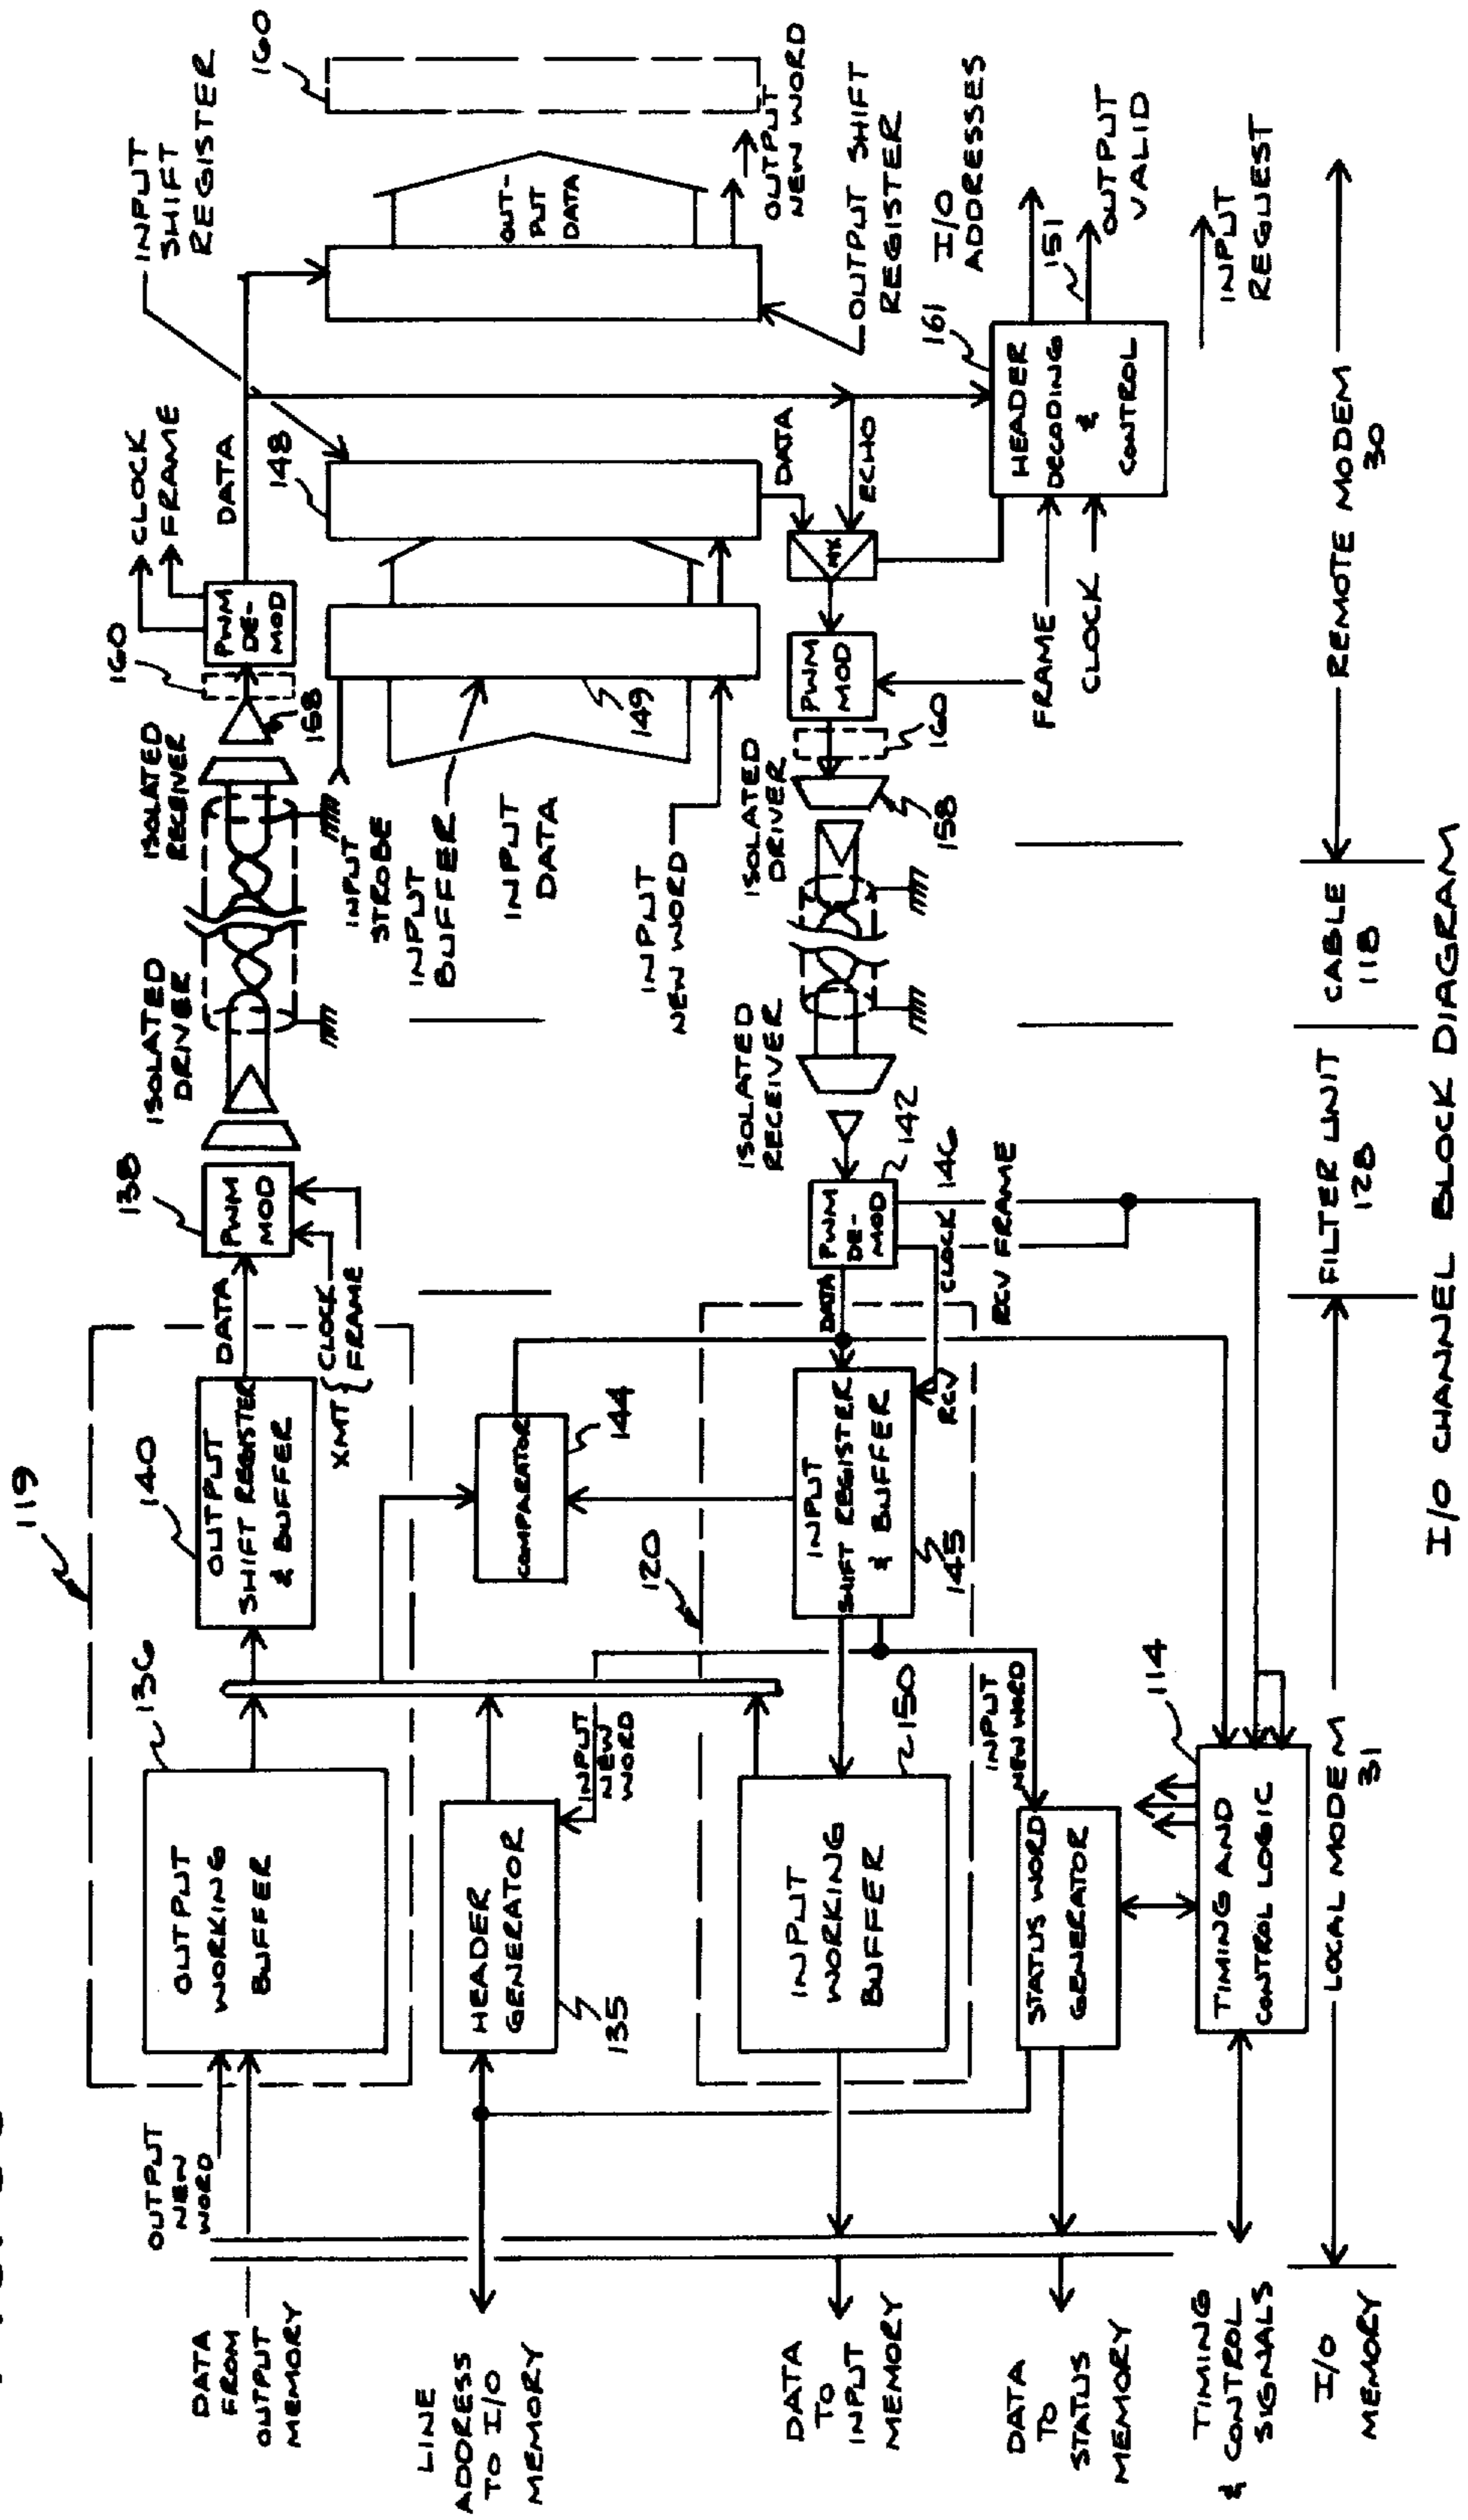 119
136
140
138
OUTPUT
NEW
WORD
DATA
FROM
OUTPUT
MEMORY
OUTPUT
WORKING
BUFFER
OUTPUT
SHIFT REGISTER
& BUFFER
DATA
PWM
MOD
XMT { CLOCK
FRAME
ISOLATED
DRIVER
ISOLATED
RECEIVER
158
160
PWM
DE-
MOD
CLOCK
FRAME
DATA
INPUT
SHIFT
REGISTER
160
LINE
ADDRESS
TO I/O
MEMORY
HEADER
GENERATOR
135
INPUT
NEW
WORD
COMPARATOR
144
INPUT
STROBE
INPUT
BUFFER
INPUT
DATA
INPUT
NEW WORD
149
148
OUT-
PUT
DATA
OUTPUT
NEW WORD
OUTPUT SHIFT
REGISTER
120
DATA
TO
INPUT
MEMORY
INPUT
WORKING
BUFFER
150
INPUT
SHIFT REGISTER
& BUFFER
145
RCV
DATA
PWM
DE-
MOD
142
CLOCK
146
RCV FRAME
ISOLATED
RECEIVER
ISOLATED
DRIVER
158
160
PWM
MOD
MX
DATA
ECHO
FRAME
CLOCK
161
HEADER
DECODING
&
CONTROL
I/O
ADDRESSES
151
OUTPUT
VALID
INPUT
REQUEST
DATA
TO
STATUS
MEMORY
STATUS WORD
GENERATOR
INPUT
NEW WORD
114
TIMING
& CONTROL
SIGNALS
TIMING AND
CONTROL LOGIC
I/O
MEMORY
LOCAL MODEM
31
FILTER UNIT
128
CABLE
118
REMOTE MODEM
30
I/O CHANNEL BLOCK DIAGRAM